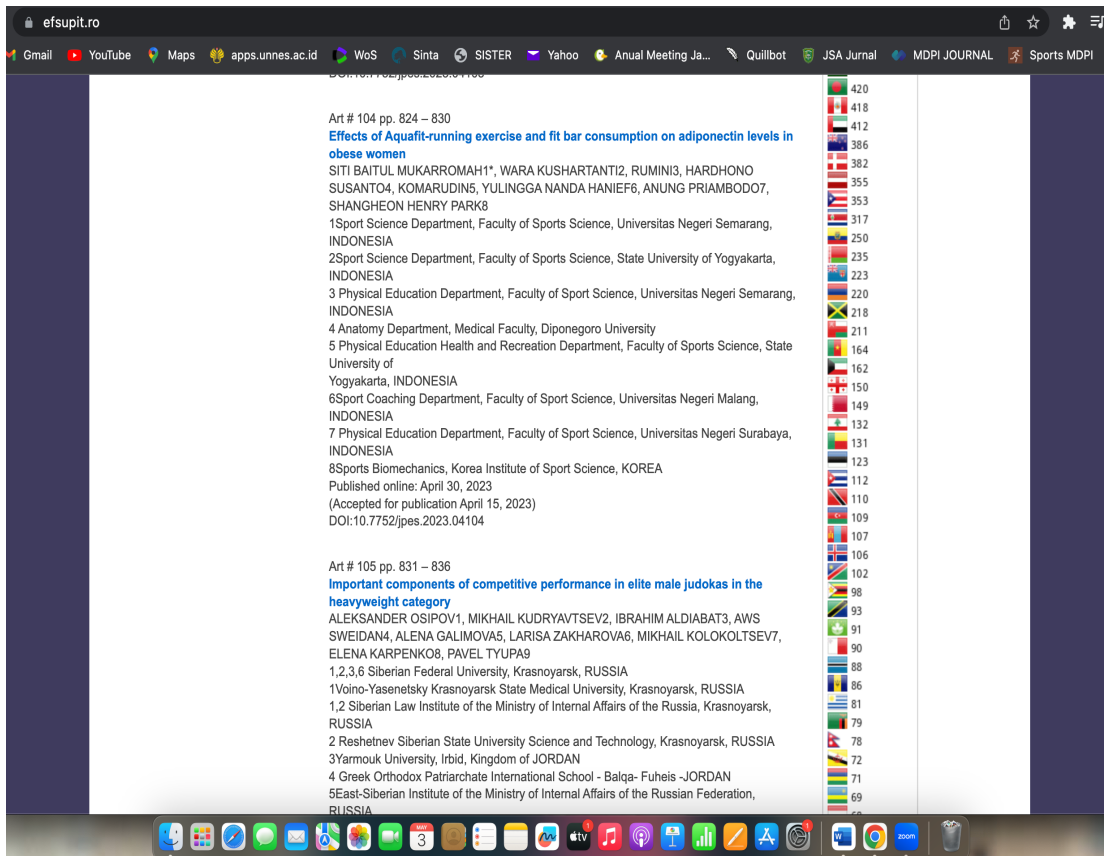 efsupit.ro
Gmail YouTube Maps apps.unnes.ac.id WoS Sinta SISTER Yahoo Anual Meeting Ja... Quillbot JSA Jurnal MDPI JOURNAL Sports MDPI
Art # 104 pp. 824 – 830
Effects of Aquafit-running exercise and fit bar consumption on adiponectin levels in
obese women
SITI BAITUL MUKARROMAH1*, WARA KUSHARTANTI2, RUMINI3, HARDHONO
SUSANTO4, KOMARUDIN5, YULINGGA NANDA HANIEF6, ANUNG PRIAMBODO7,
SHANGHEON HENRY PARK8
1Sport Science Department, Faculty of Sports Science, Universitas Negeri Semarang,
INDONESIA
2Sport Science Department, Faculty of Sports Science, State University of Yogyakarta,
INDONESIA
3 Physical Education Department, Faculty of Sport Science, Universitas Negeri Semarang,
INDONESIA
4 Anatomy Department, Medical Faculty, Diponegoro University
5 Physical Education Health and Recreation Department, Faculty of Sports Science, State
University of
Yogyakarta, INDONESIA
6Sport Coaching Department, Faculty of Sport Science, Universitas Negeri Malang,
INDONESIA
7 Physical Education Department, Faculty of Sport Science, Universitas Negeri Surabaya,
INDONESIA
8Sports Biomechanics, Korea Institute of Sport Science, KOREA
Published online: April 30, 2023
(Accepted for publication April 15, 2023)
DOI:10.7752/jpes.2023.04104
Art # 105 pp. 831 – 836
Important components of competitive performance in elite male judokas in the
heavyweight category
ALEKSANDER OSIPOV1, MIKHAIL KUDRYAVTSEV2, IBRAHIM ALDIABAT3, AWS
SWEIDAN4, ALENA GALIMOVA5, LARISA ZAKHAROVA6, MIKHAIL KOLOKOLTSEV7,
ELENA KARPENKO8, PAVEL TYUPA9
1,2,3,6 Siberian Federal University, Krasnoyarsk, RUSSIA
1Voino-Yasenetsky Krasnoyarsk State Medical University, Krasnoyarsk, RUSSIA
1,2 Siberian Law Institute of the Ministry of Internal Affairs of the Russia, Krasnoyarsk,
RUSSIA
2 Reshetnev Siberian State University Science and Technology, Krasnoyarsk, RUSSIA
3Yarmouk University, Irbid, Kingdom of JORDAN
4 Greek Orthodox Patriarchate International School - Balqa- Fuheis -JORDAN
5East-Siberian Institute of the Ministry of Internal Affairs of the Russian Federation,
RUSSIA
420
418
412
386
382
355
353
317
250
235
223
220
218
211
164
162
150
149
132
131
123
112
110
109
107
106
102
98
93
91
90
88
86
81
79
78
72
71
69
MAY
3
tv
1
1
W
zoom